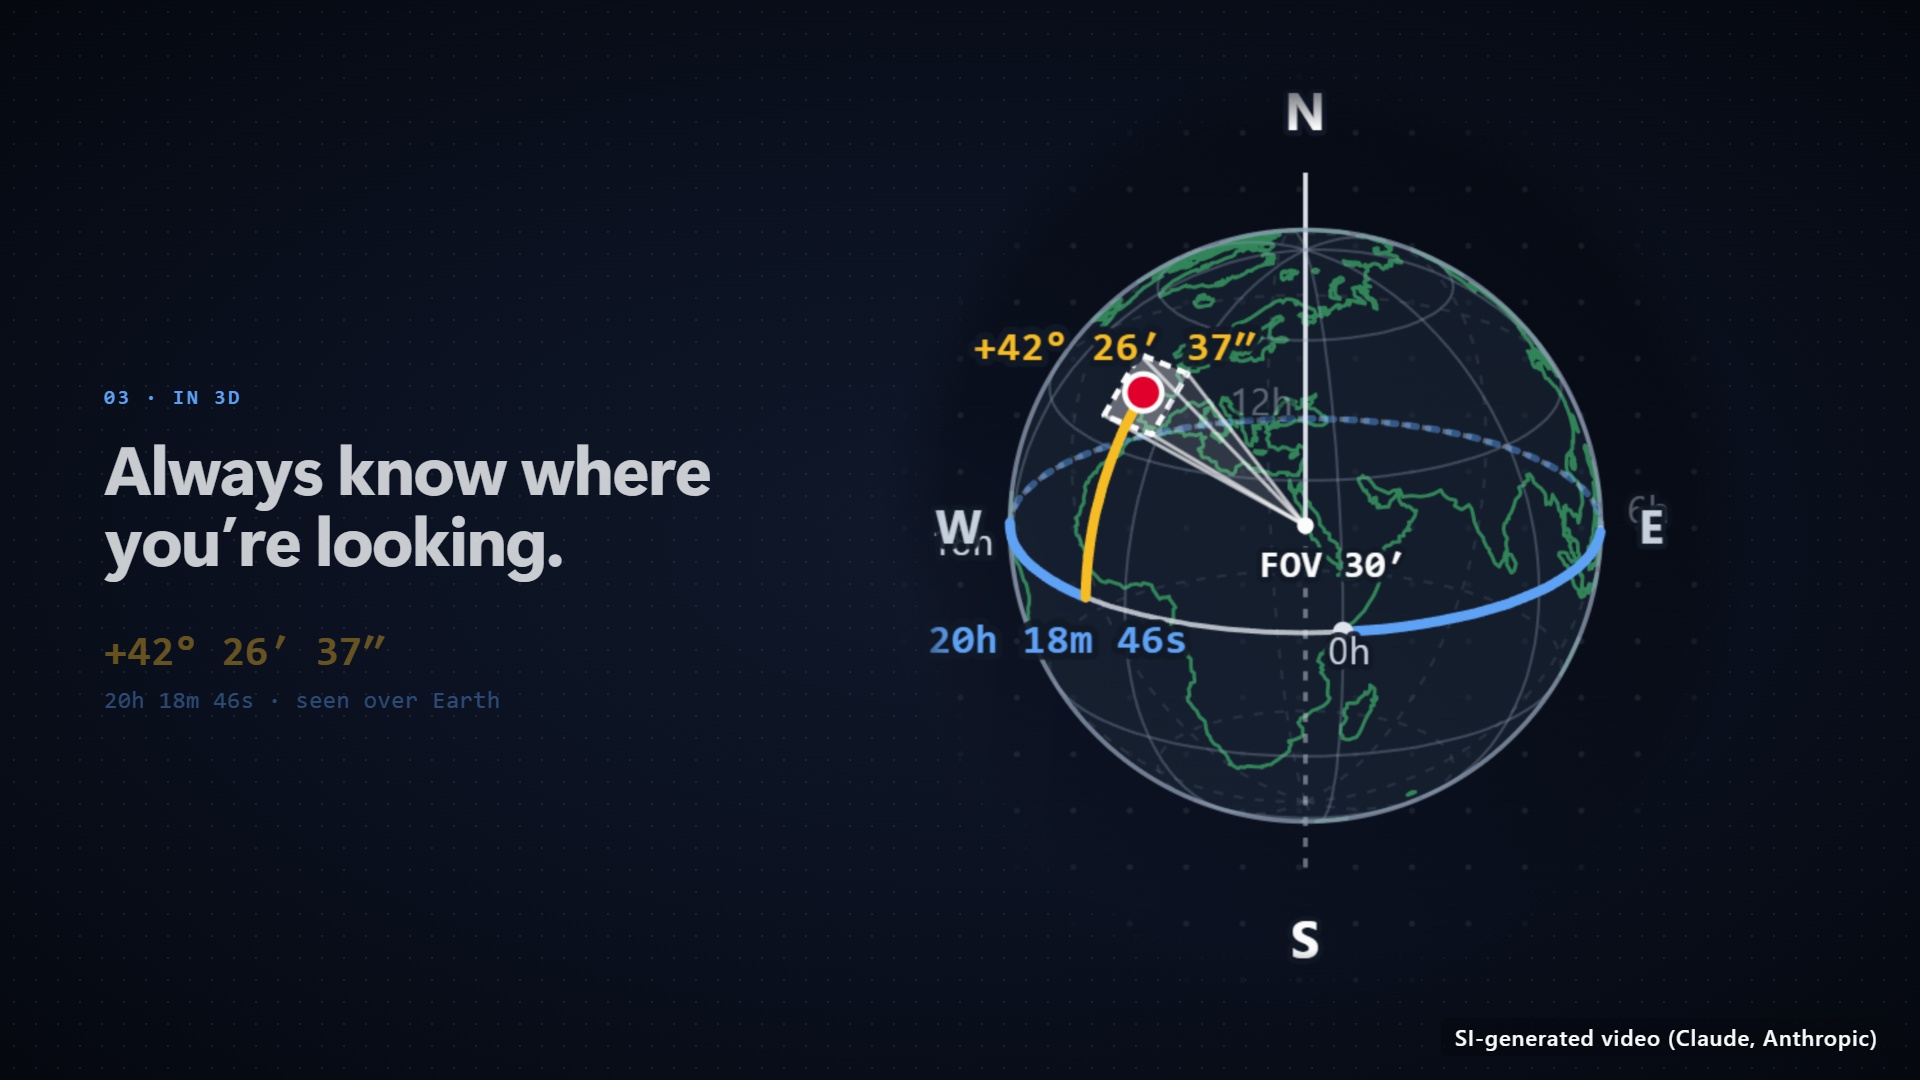 03 · IN 3D
Always know where
you’re looking.
+42° 26′ 37″
20h 18m 46s · seen over Earth
N
+42° 26′ 37″
12h
W
6h
E
FOV 30′
20h 18m 46s
0h
S
SI-generated video (Claude, Anthropic)